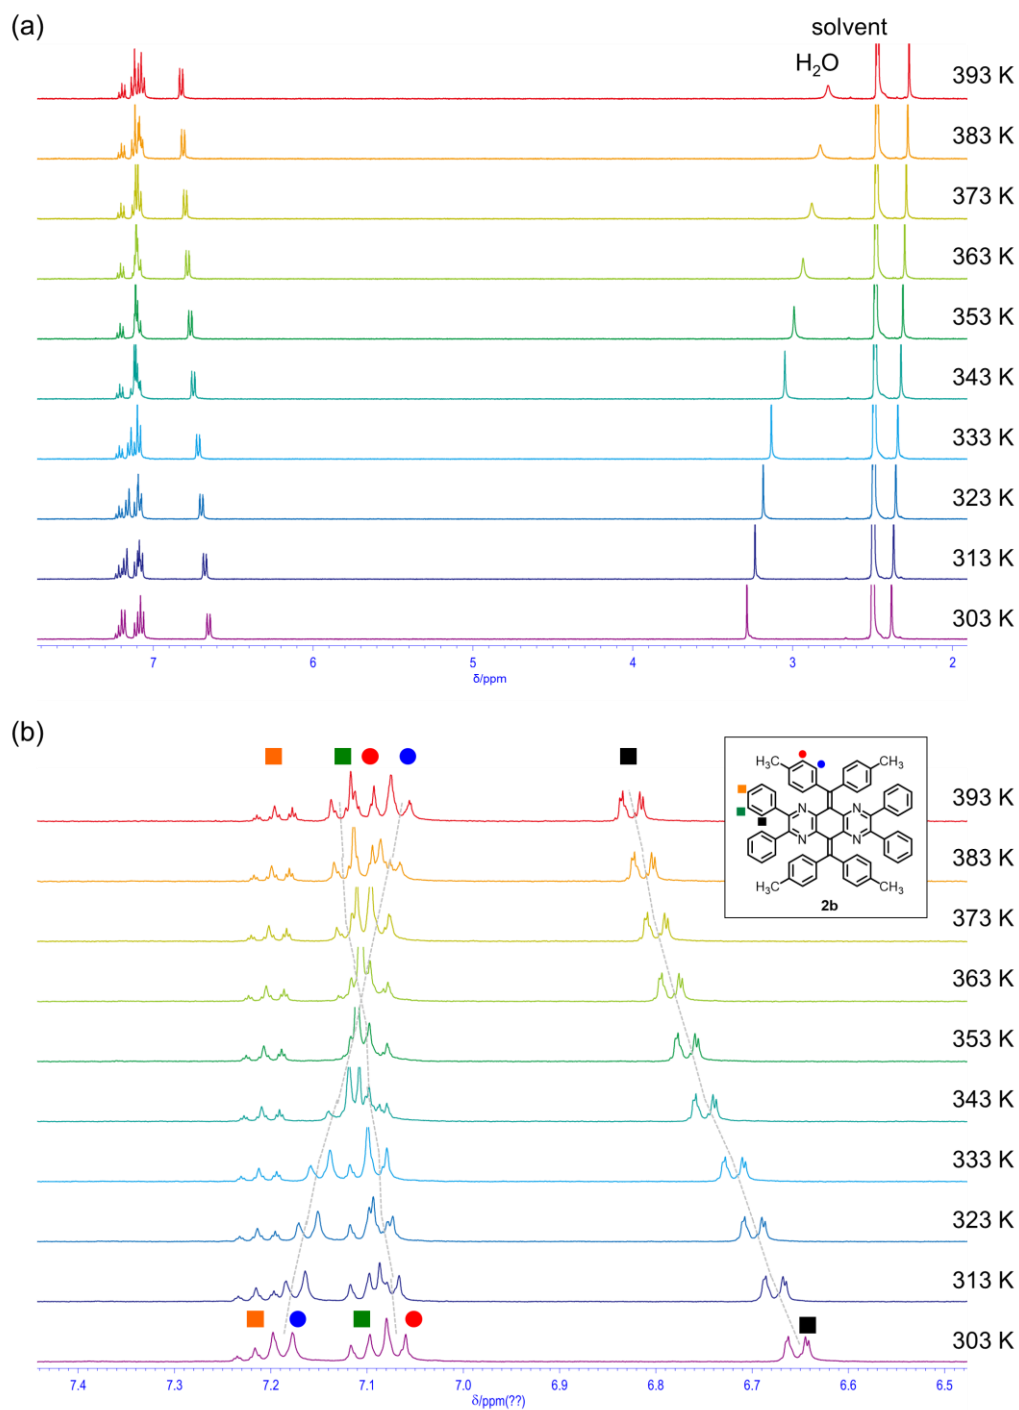 (a)
solvent
H₂O
393 K
383 K
373 K
363 K
353 K
343 K
333 K
323 K
313 K
303 K
7 6 5 4 3 2
δ/ppm
(b)
393 K
383 K
373 K
363 K
353 K
343 K
333 K
323 K
313 K
303 K
H₃C CH₃
N N
N N
H₃C CH₃
2b
7.4 7.3 7.2 7.1 7.0 6.9 6.8 6.7 6.6 6.5
δ/ppm(??)